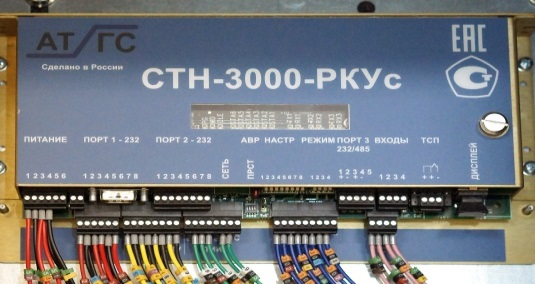 АТ/ГС
Сделано в России
ЕАС
СТН-3000-РКУс
ПИТАНИЕ ПОРТ 1 - 232 ПОРТ 2 - 232 СЕТЬ АВР ПРСТ НАСТР РЕЖИМ ПОРТ 3 ВХОДЫ ТСП ДИСПЛЕЙ
232/485
1 2 3 4 5 6 1 2 3 4 5 6 7 8 1 2 3 4 5 6 7 8 1 2 3 4 5 6 7 8 1 2 3 4 1 2 3 4 5 1 2 3 4 + + -